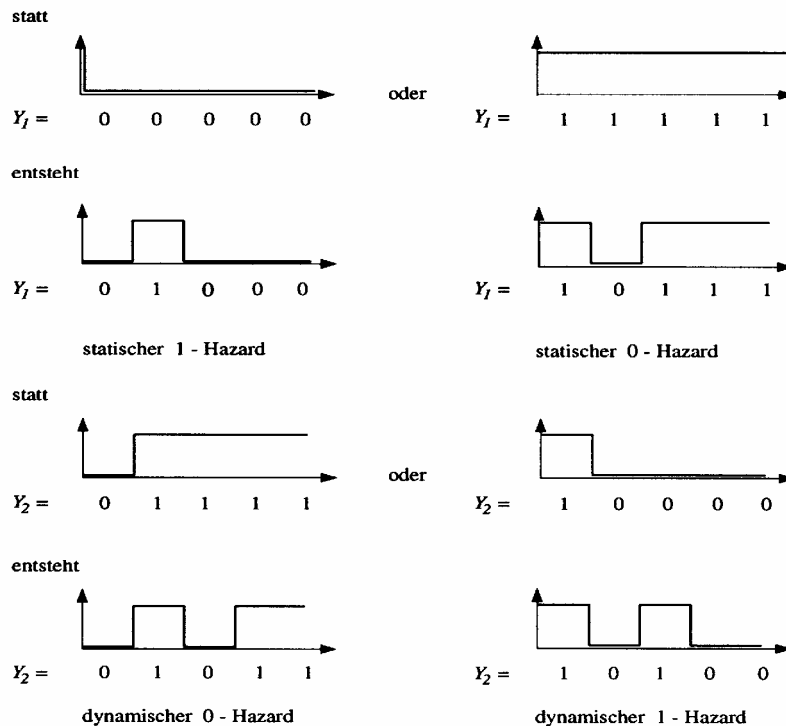 statt
oder
Y1 = 0 0 0 0 0
Y1 = 1 1 1 1 1
entsteht
Y1 = 0 1 0 0 0
Y1 = 1 0 1 1 1
statischer 1 - Hazard
statischer 0 - Hazard
statt
oder
Y2 = 0 1 1 1 1
Y2 = 1 0 0 0 0
entsteht
Y2 = 0 1 0 1 1
Y2 = 1 0 1 0 0
dynamischer 0 - Hazard
dynamischer 1 - Hazard